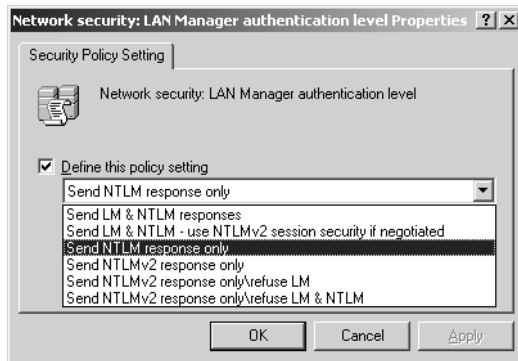 Network security: LAN Manager authentication level Properties ? X
Security Policy Setting
Network security: LAN Manager authentication level
Define this policy setting
Send NTLM response only
Send LM & NTLM responses
Send LM & NTLM - use NTLMv2 session security if negotiated
Send NTLM response only
Send NTLMv2 response only
Send NTLMv2 response only\refuse LM
Send NTLMv2 response only\refuse LM & NTLM
OK Cancel Apply